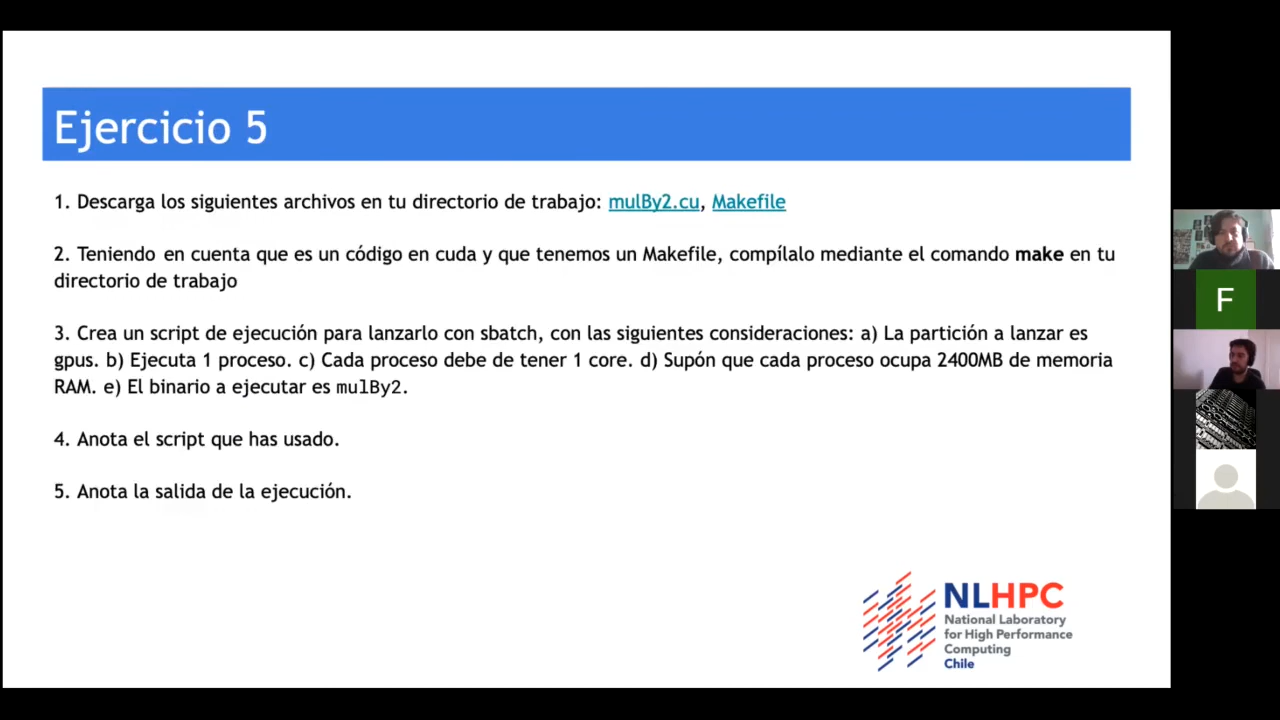 Ejercicio 5
1. Descarga los siguientes archivos en tu directorio de trabajo: mulBy2.cu, Makefile
2. Teniendo en cuenta que es un código en cuda y que tenemos un Makefile, compílalo mediante el comando make en tu
directorio de trabajo
3. Crea un script de ejecución para lanzarlo con sbatch, con las siguientes consideraciones: a) La partición a lanzar es
gpus. b) Ejecuta 1 proceso. c) Cada proceso debe de tener 1 core. d) Supón que cada proceso ocupa 2400MB de memoria
RAM. e) El binario a ejecutar es mulBy2.
4. Anota el script que has usado.
5. Anota la salida de la ejecución.
F
NLHPC
National Laboratory
for High Performance
Computing
Chile